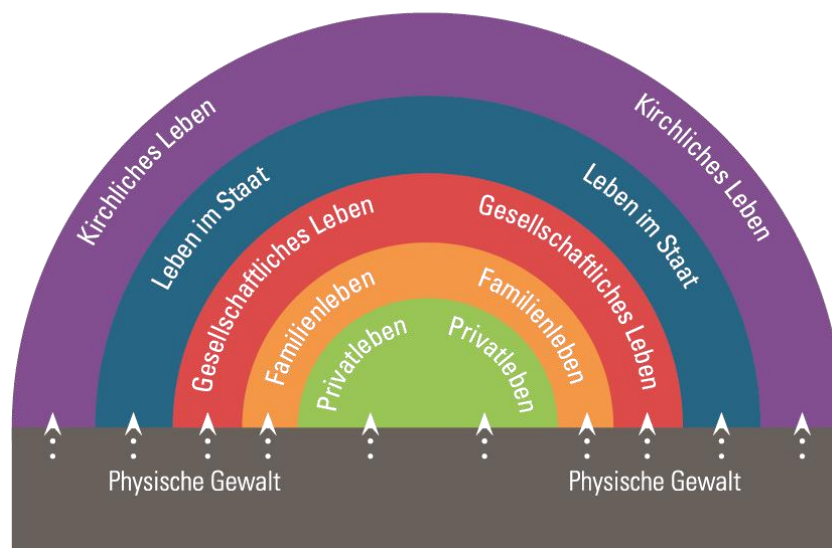 Kirchliches Leben
Kirchliches Leben
Leben im Staat
Leben im Staat
Gesellschaftliches Leben
Gesellschaftliches Leben
Familienleben
Familienleben
Privatleben
Privatleben
Physische Gewalt
Physische Gewalt